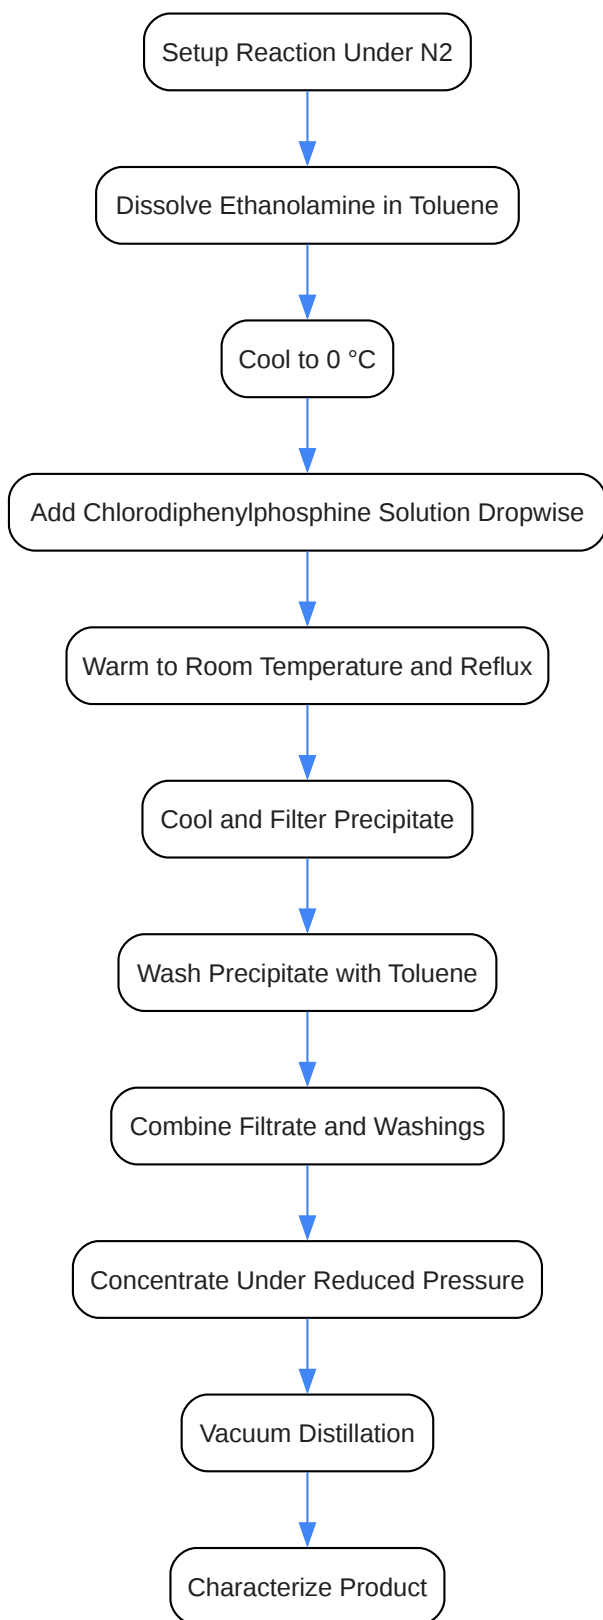 Setup Reaction Under N2
Dissolve Ethanolamine in Toluene
Cool to 0 °C
Add Chlorodiphenylphosphine Solution Dropwise
Warm to Room Temperature and Reflux
Cool and Filter Precipitate
Wash Precipitate with Toluene
Combine Filtrate and Washings
Concentrate Under Reduced Pressure
Vacuum Distillation
Characterize Product